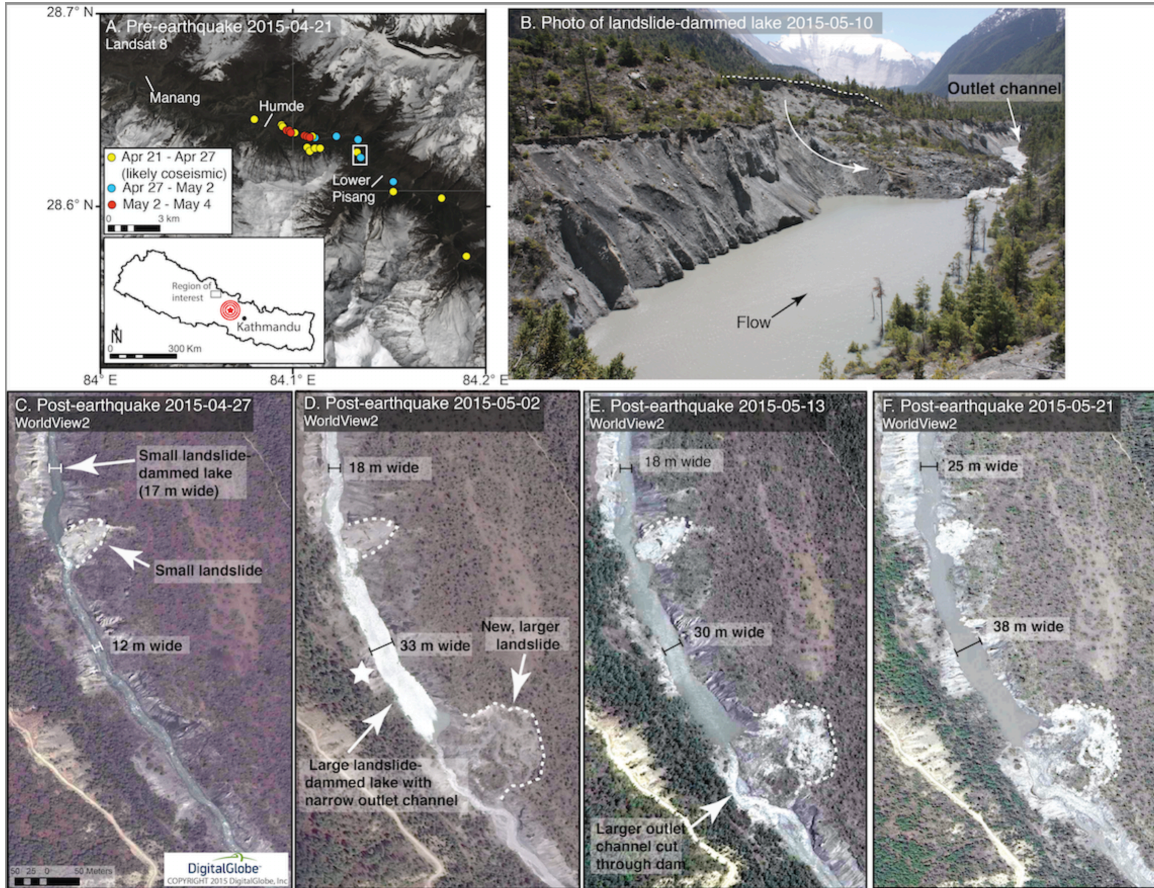 A. Pre-earthquake 2015-04-21
Landsat 8
28.7° N
28.6° N
Manang
Humde
Lower
Pisang
Apr 21 - Apr 27
(likely coseismic)
Apr 27 - May 2
May 2 - May 4
0 3 km
Region of
interest
Kathmandu
N
0 300 Km
84° E
84.1° E
84.2° E
B. Photo of landslide-dammed lake 2015-05-10
Outlet channel
Flow
C. Post-earthquake 2015-04-27
WorldView2
Small landslide-
dammed lake
(17 m wide)
Small landslide
12 m wide
50 25 0 50 Meters
DigitalGlobe
COPYRIGHT 2015 DigitalGlobe, Inc
D. Post-earthquake 2015-05-02
WorldView2
18 m wide
New, larger
landslide
33 m wide
Large landslide-
dammed lake with
narrow outlet channel
E. Post-earthquake 2015-05-13
WorldView2
18 m wide
30 m wide
Larger outlet
channel cut
through dam
F. Post-earthquake 2015-05-21
WorldView2
25 m wide
38 m wide